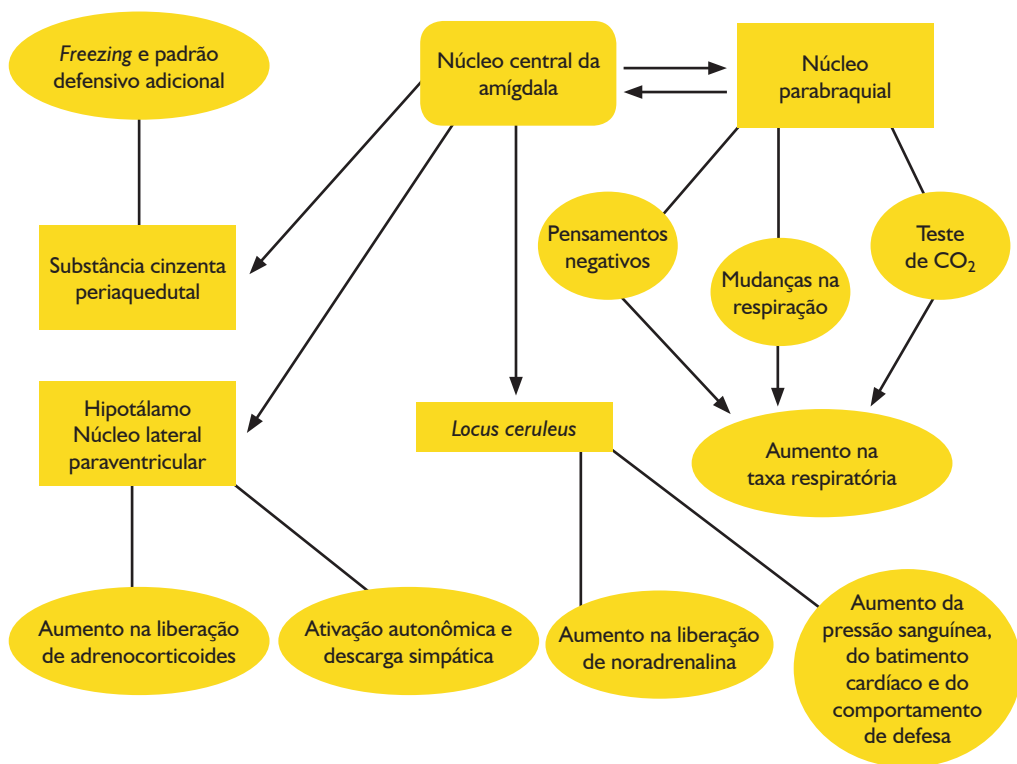 Freezing e padrão
defensivo adicional
Núcleo central da
amígdala
Núcleo
parabraquial
Substância cinzenta
periaquedutal
Pensamentos
negativos
Mudanças na
respiração
Teste
de CO₂
Hipotálamo
Núcleo lateral
paraventricular
Locus ceruleus
Aumento na
taxa respiratória
Aumento na liberação
de adrenocorticoides
Ativação autonômica e
descarga simpática
Aumento na liberação
de noradrenalina
Aumento da
pressão sanguínea,
do batimento
cardíaco e do
comportamento
de defesa